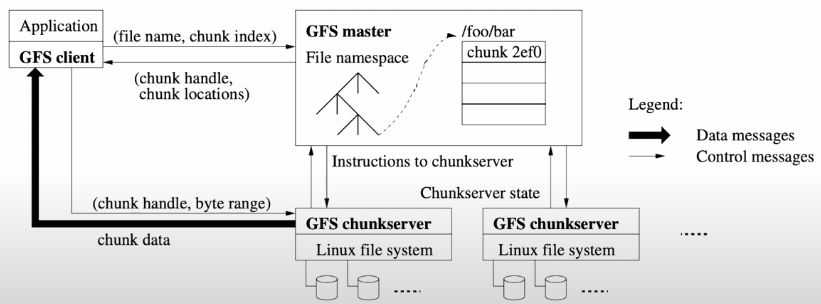 Application
GFS client
(file name, chunk index)
(chunk handle,
chunk locations)
GFS master
File namespace
/foo/bar
chunk 2ef0
Legend:
Data messages
Control messages
Instructions to chunkserver
Chunkserver state
(chunk handle, byte range)
chunk data
GFS chunkserver
Linux file system
GFS chunkserver
Linux file system